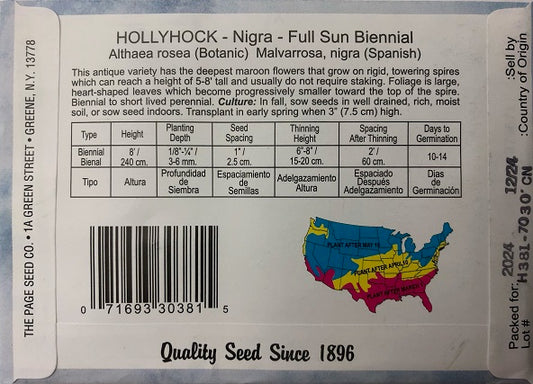 HOLLYHOCK - Nigra - Full Sun Biennial
Althaea rosea (Botanic) Malvarrosa, nigra (Spanish)
This antique variety has the deepest maroon flowers that grow on rigid, towering spires
which can reach a height of 5-8' tall and usually do not require staking. Foliage is large,
heart-shaped leaves which become progressively smaller toward the top of the spire.
Biennial to short lived perennial. Culture: In fall, sow seeds in well drained, rich, moist
soil, or sow seed indoors. Transplant in early spring when 3" (7.5 cm) high.
Type Height Planting Depth Seed Spacing Thinning Height Spacing After Thinning Days to Germination
Biennial Bienal 8'/ 240 cm. 1/8"-¼"/ 3-6 mm. 1"/ 2.5 cm. 6"-8"/ 15-20 cm. 2'/ 60 cm. 10-14
Tipo Altura Profundidad de Siembra Espaciamiento de Semillas Adelgazamiento Altura Espaciado Después Adelgazamiento Dias de Germinación
PLANT AFTER MAY 15
PLANT AFTER APRIL 15
PLANT AFTER MARCH 1
0 71693 30381 5
Quality Seed Since 1896
THE PAGE SEED CO. • 1A GREEN STREET • GREENE, N.Y. 13778
Packed for: 2024 12/24 :Sell by
Lot # H381-7030 CN :Country of Origin